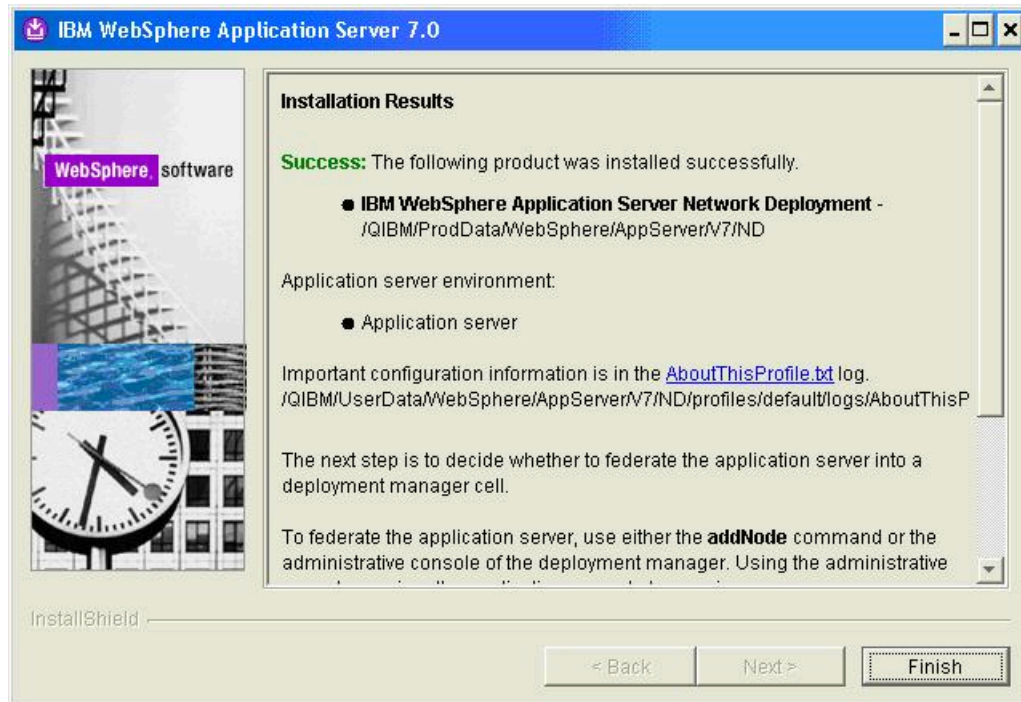 IBM WebSphere Application Server 7.0
WebSphere. software
Installation Results
Success: The following product was installed successfully.
● IBM WebSphere Application Server Network Deployment -
/QIBM/ProdData/WebSphere/AppServer/V7/ND
Application server environment:
● Application server
Important configuration information is in the AboutThisProfile.txt log.
/QIBM/UserData/WebSphere/AppServer/V7/ND/profiles/default/logs/AboutThisP
The next step is to decide whether to federate the application server into a
deployment manager cell.
To federate the application server, use either the addNode command or the
administrative console of the deployment manager. Using the administrative
InstallShield
< Back
Next >
Finish